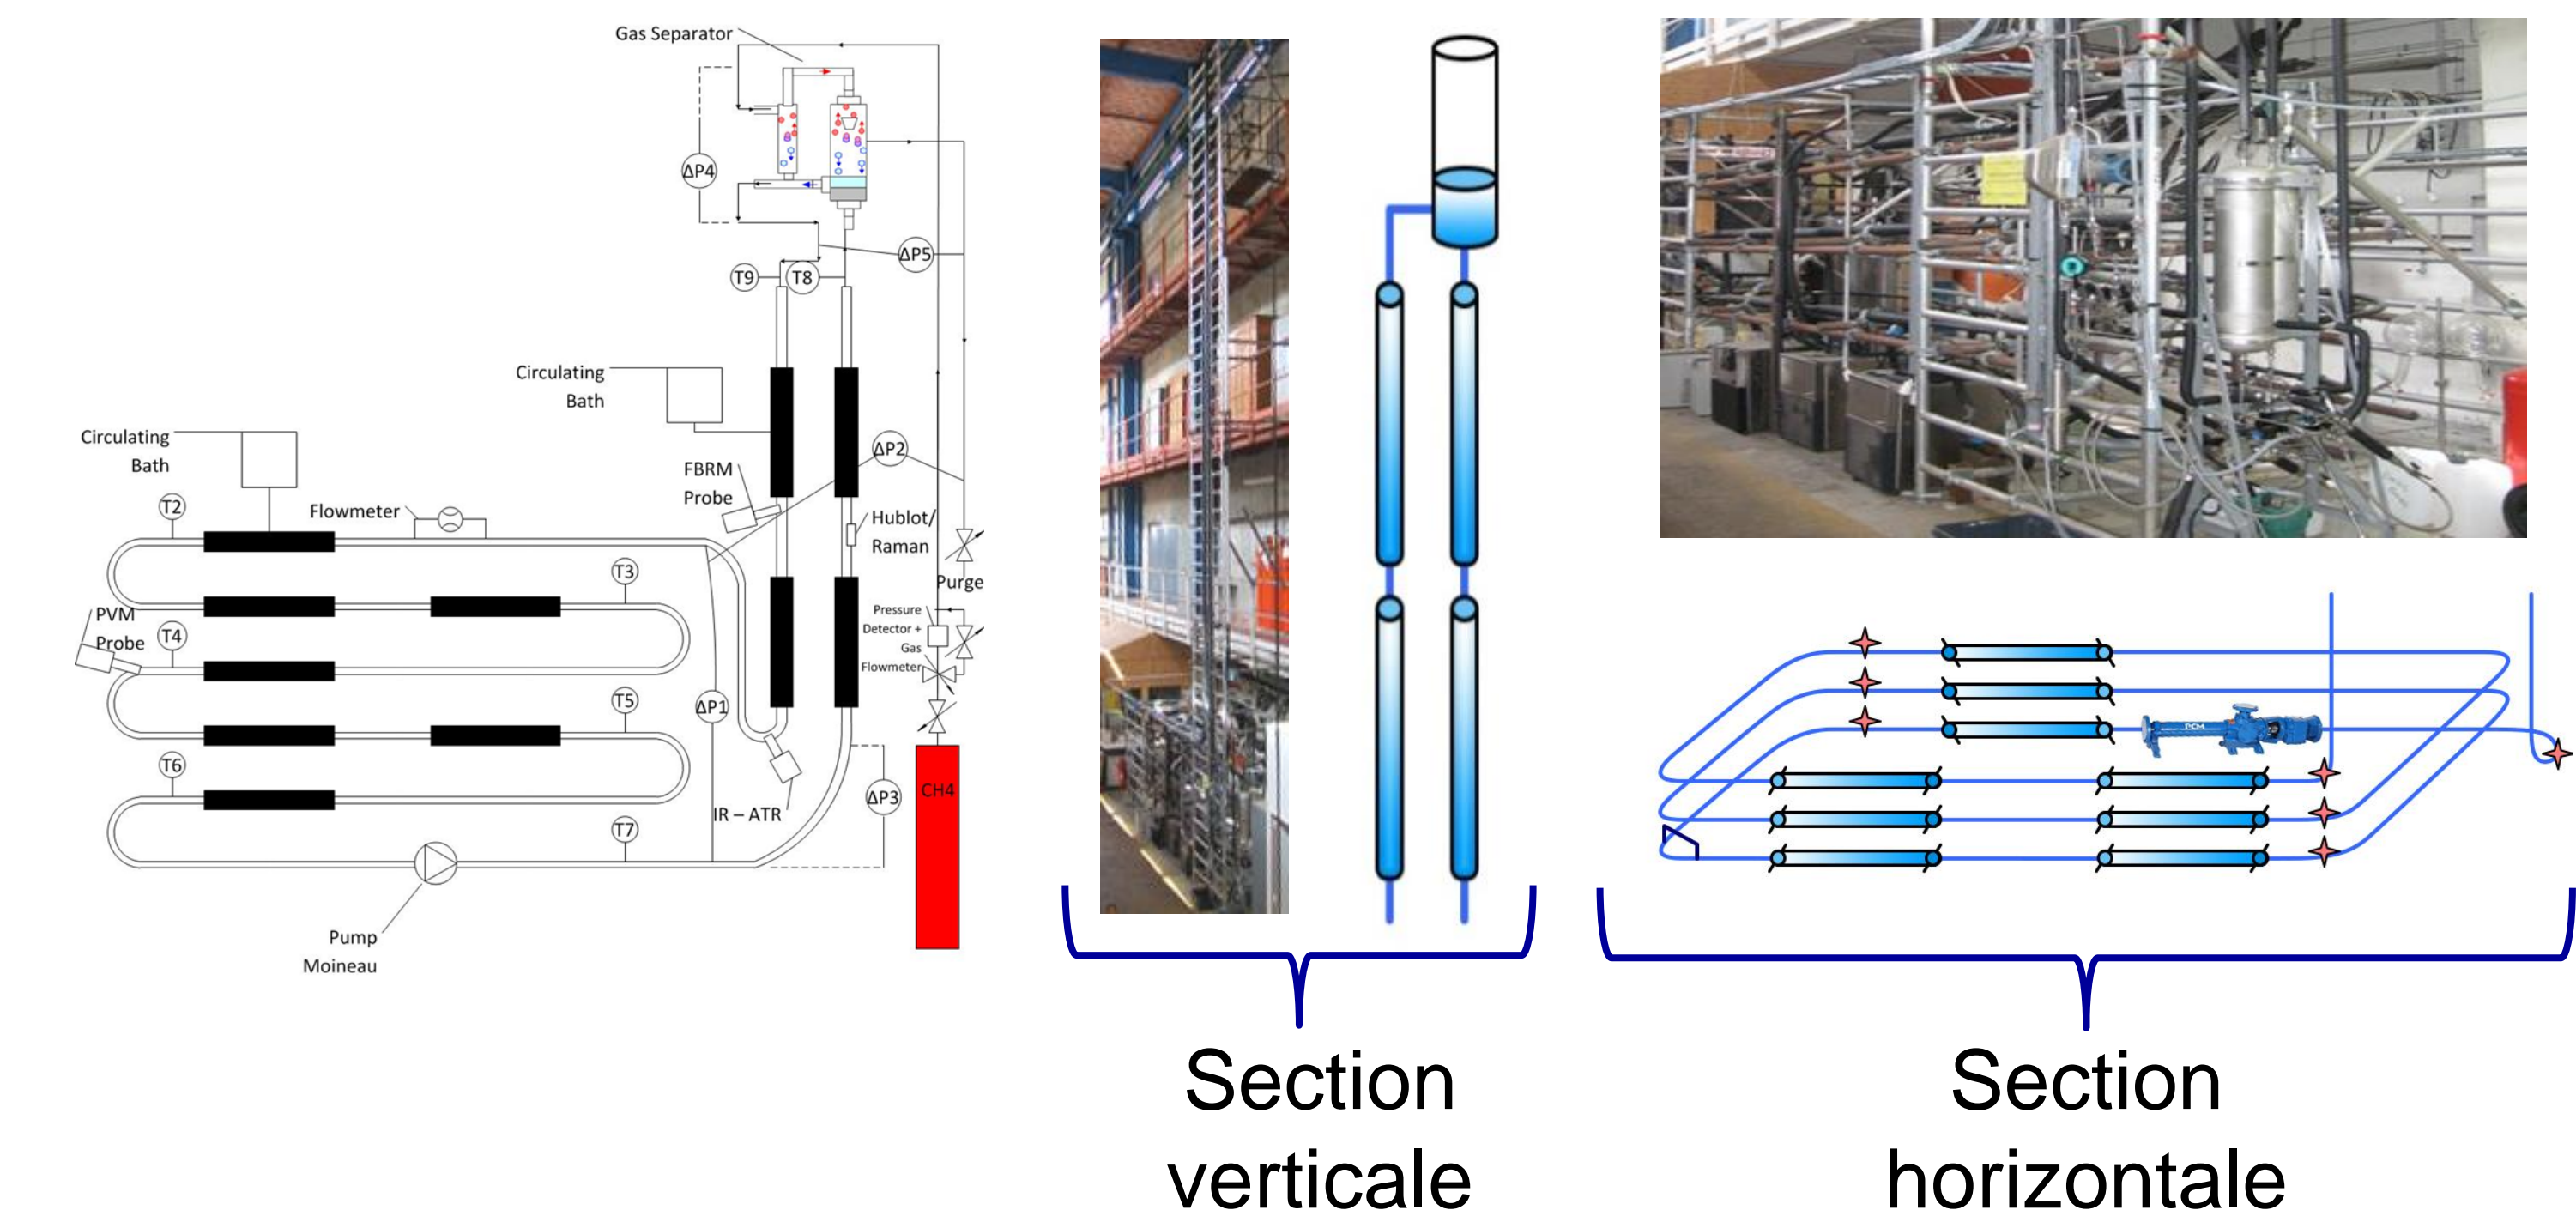 Gas Separator
ΔP4
ΔP5
T9
T8
Circulating
Bath
Circulating
Bath
ΔP2
FBRM
Probe
T2
Flowmeter
Hublot/
Raman
T3
Purge
PVM
Probe
T4
Pressure
Detector +
Gas
Flowmeter
T5
ΔP1
T6
CH4
ΔP3
IR – ATR
T7
Pump
Moineau
PCM
Section
verticale
Section
horizontale